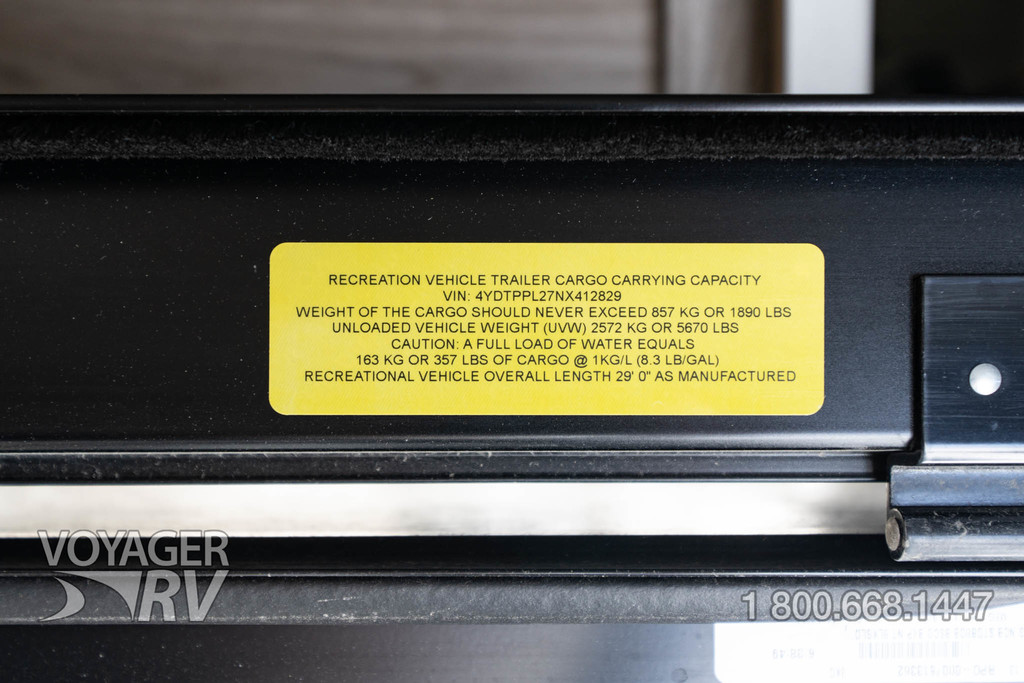 RECREATION VEHICLE TRAILER CARGO CARRYING CAPACITY
VIN: 4YDTPPL27NX412829
WEIGHT OF THE CARGO SHOULD NEVER EXCEED 857 KG OR 1890 LBS
UNLOADED VEHICLE WEIGHT (UVW) 2572 KG OR 5670 LBS
CAUTION: A FULL LOAD OF WATER EQUALS
163 KG OR 357 LBS OF CARGO @ 1KG/L (8.3 LB/GAL)
RECREATIONAL VEHICLE OVERALL LENGTH 29' 0" AS MANUFACTURED
VOYAGER
RV
1 800.668.1447